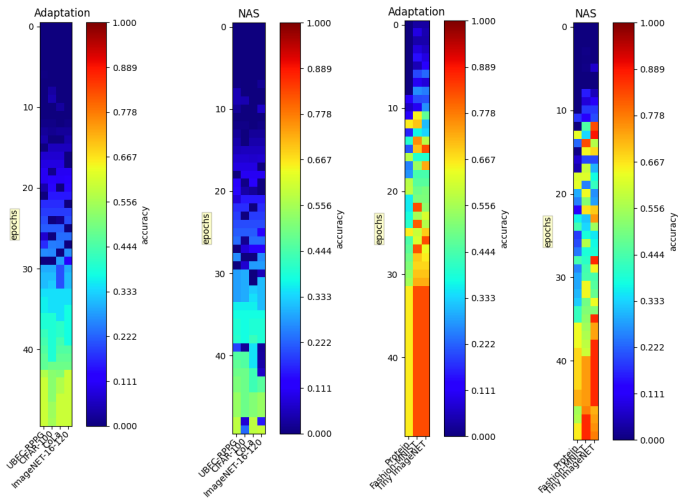 Adaptation
NAS
Adaptation
NAS
0
10
20
30
40
epochs
UBEC-RPRG
CIFAR-100
CoLa
ImageNET-16-120
1.000
0.889
0.778
0.667
0.556
0.444
0.333
0.222
0.111
0.000
accuracy
0
10
20
30
40
epochs
UBEC-RPRG
CIFAR-100
CoLa
ImageNET-16-120
1.000
0.889
0.778
0.667
0.556
0.444
0.333
0.222
0.111
0.000
accuracy
0
10
20
30
40
epochs
Protein
Tiny ImageNET
1.000
0.889
0.778
0.667
0.556
0.444
0.333
0.222
0.111
0.000
accuracy
0
10
20
30
40
epochs
Protein
Tiny ImageNET
1.000
0.889
0.778
0.667
0.556
0.444
0.333
0.222
0.111
0.000
accuracy